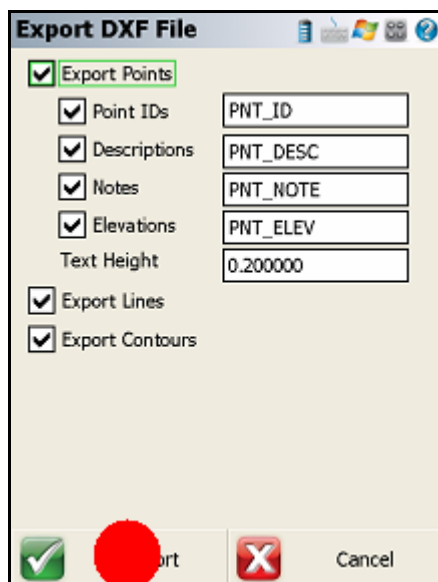 Export DXF File
Export Points
Point IDs PNT_ID
Descriptions PNT_DESC
Notes PNT_NOTE
Elevations PNT_ELEV
Text Height 0.200000
Export Lines
Export Contours
Cancel